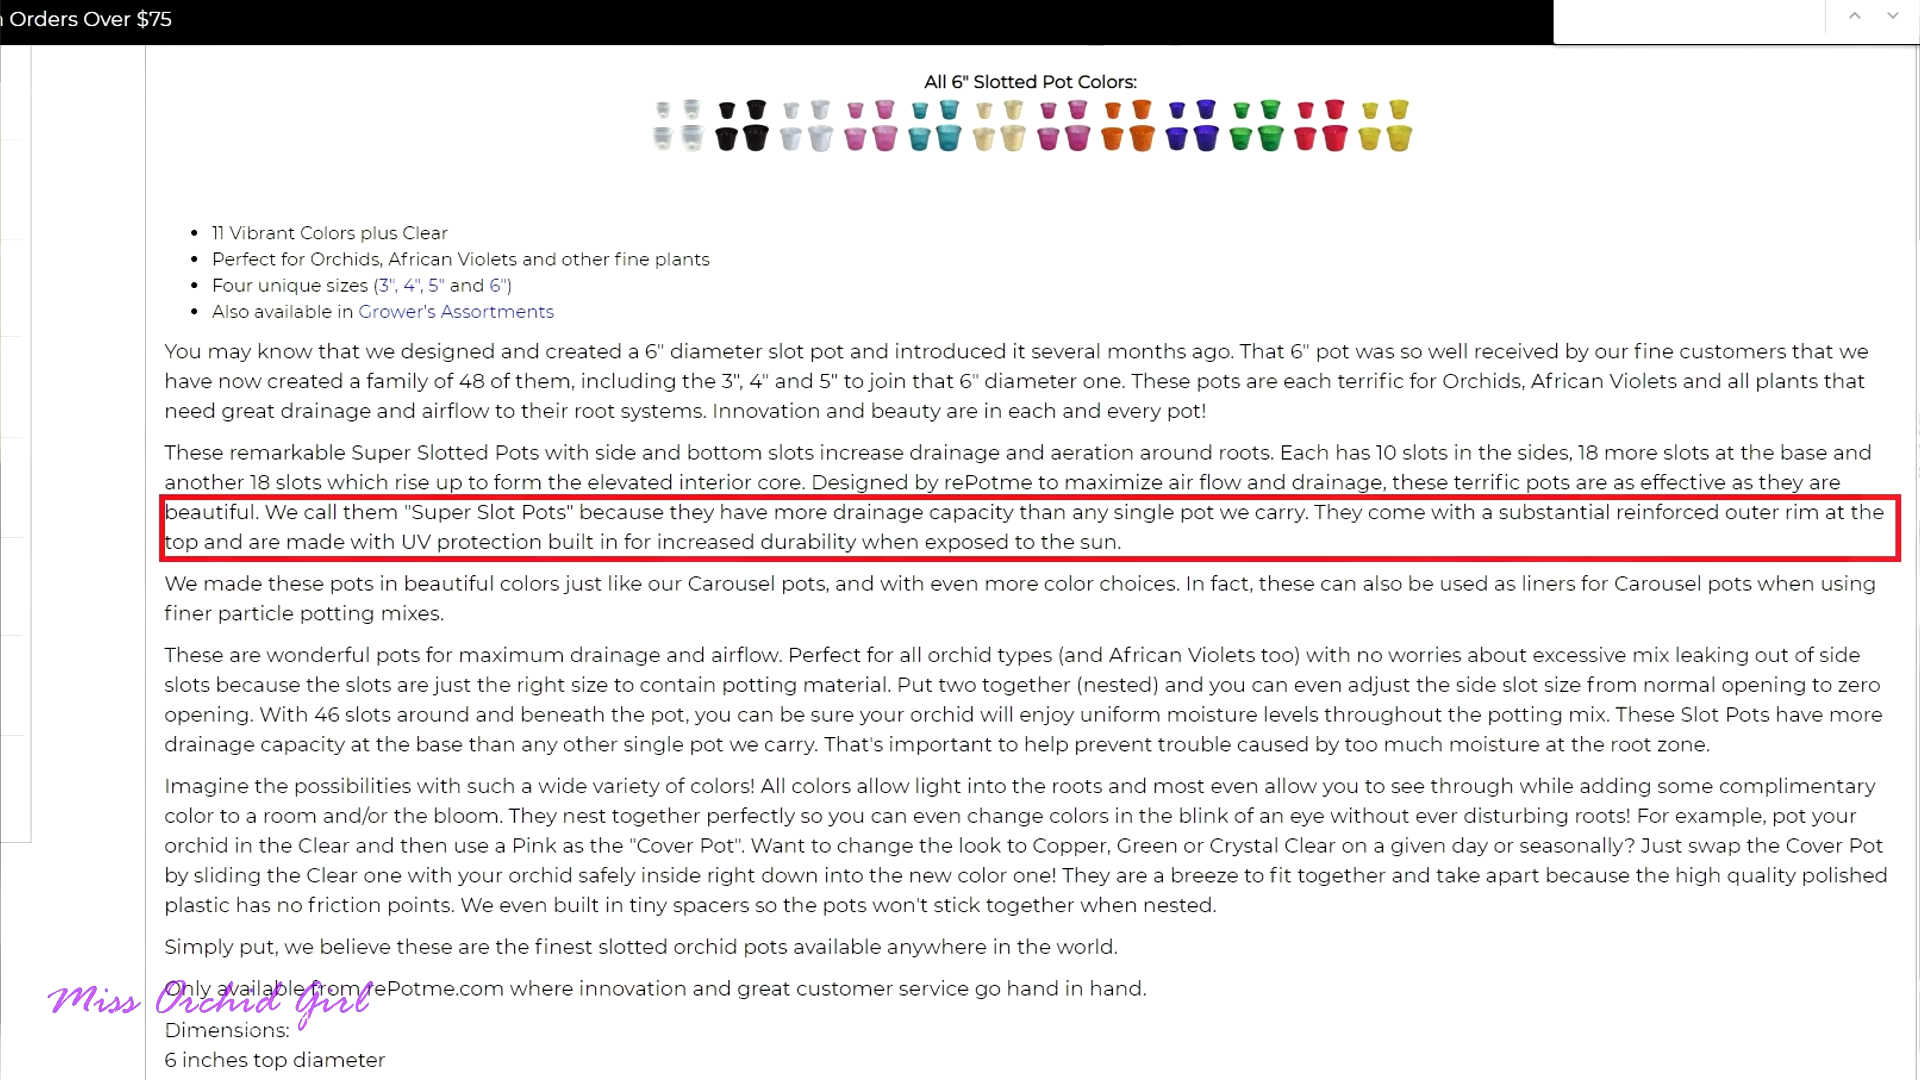 Orders Over $75
All 6" Slotted Pot Colors:
11 Vibrant Colors plus Clear
Perfect for Orchids, African Violets and other fine plants
Four unique sizes (3", 4", 5" and 6")
Also available in Grower's Assortments
You may know that we designed and created a 6" diameter slot pot and introduced it several months ago. That 6" pot was so well received by our fine customers that we
have now created a family of 48 of them, including the 3", 4" and 5" to join that 6" diameter one. These pots are each terrific for Orchids, African Violets and all plants that
need great drainage and airflow to their root systems. Innovation and beauty are in each and every pot!
These remarkable Super Slotted Pots with side and bottom slots increase drainage and aeration around roots. Each has 10 slots in the sides, 18 more slots at the base and
another 18 slots which rise up to form the elevated interior core. Designed by rePotme to maximize air flow and drainage, these terrific pots are as effective as they are
beautiful. We call them "Super Slot Pots" because they have more drainage capacity than any single pot we carry. They come with a substantial reinforced outer rim at the
top and are made with UV protection built in for increased durability when exposed to the sun.
We made these pots in beautiful colors just like our Carousel pots, and with even more color choices. In fact, these can also be used as liners for Carousel pots when using
finer particle potting mixes.
These are wonderful pots for maximum drainage and airflow. Perfect for all orchid types (and African Violets too) with no worries about excessive mix leaking out of side
slots because the slots are just the right size to contain potting material. Put two together (nested) and you can even adjust the side slot size from normal opening to zero
opening. With 46 slots around and beneath the pot, you can be sure your orchid will enjoy uniform moisture levels throughout the potting mix. These Slot Pots have more
drainage capacity at the base than any other single pot we carry. That's important to help prevent trouble caused by too much moisture at the root zone.
Imagine the possibilities with such a wide variety of colors! All colors allow light into the roots and most even allow you to see through while adding some complimentary
color to a room and/or the bloom. They nest together perfectly so you can even change colors in the blink of an eye without ever disturbing roots! For example, pot your
orchid in the Clear and then use a Pink as the "Cover Pot". Want to change the look to Copper, Green or Crystal Clear on a given day or seasonally? Just swap the Cover Pot
by sliding the Clear one with your orchid safely inside right down into the new color one! They are a breeze to fit together and take apart because the high quality polished
plastic has no friction points. We even built in tiny spacers so the pots won't stick together when nested.
Simply put, we believe these are the finest slotted orchid pots available anywhere in the world.
Only available from rePotme.com where innovation and great customer service go hand in hand.
Miss Orchid Girl
Dimensions:
6 inches top diameter